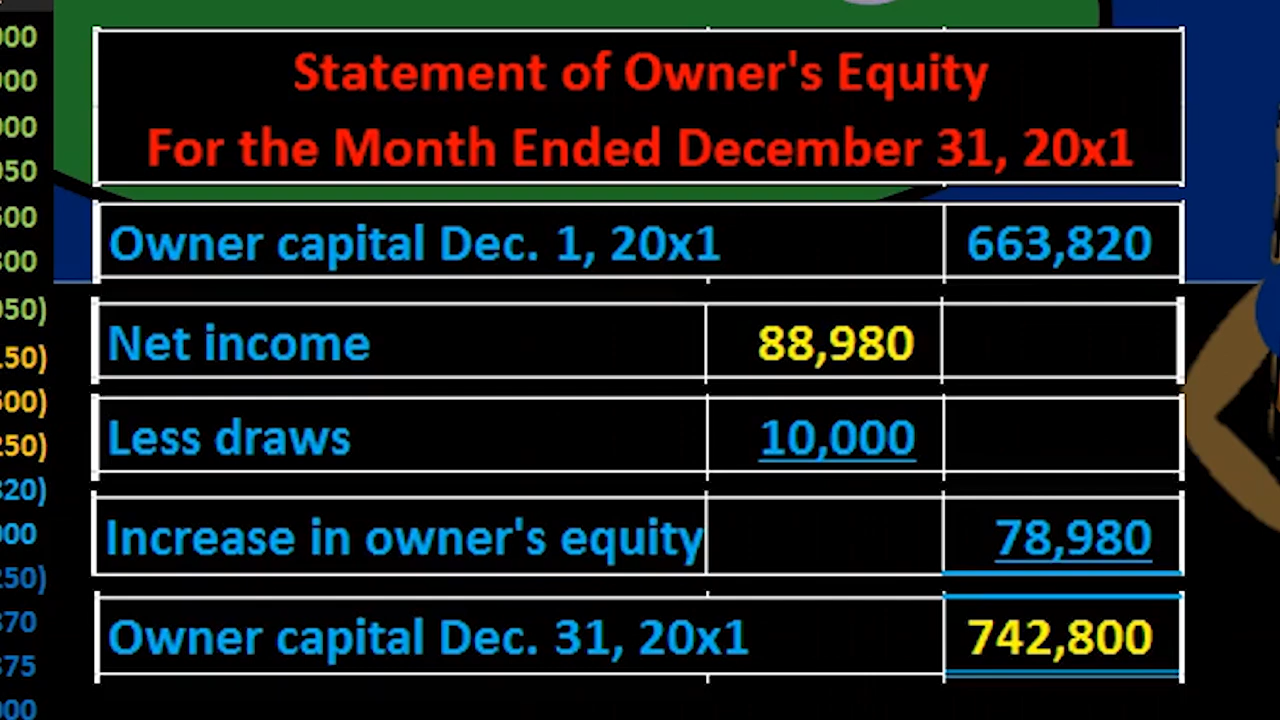 Statement of Owner's Equity
For the Month Ended December 31, 20x1
Owner capital Dec. 1, 20x1 663,820
Net income 88,980
Less draws 10,000
Increase in owner's equity 78,980
Owner capital Dec. 31, 20x1 742,800